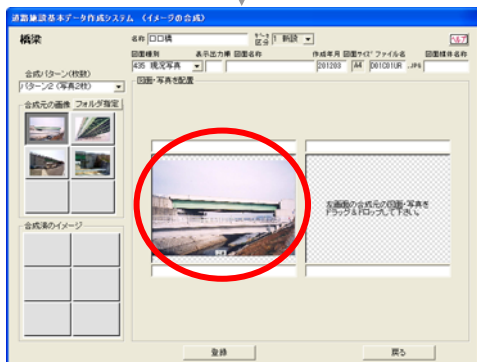 道路施設基本データ作成システム (イメージの合成)
橋梁
名称 口口橋 データ区分 1 新設 ヘルプ
図面種別 表示出力順 図面名称 作成年月 図面サイズ ファイル名 図面媒体名称
435 現況写真 201203 A4 D01C01UR .JPG
合成パターン(枚数)
パターン2 (写真2枚)
図面・写真を配置
合成元の画像 フォルダ指定
左画面の合成元の図面・写真を
ドラッグ&ドロップして下さい。
合成済のイメージ
登録 戻る